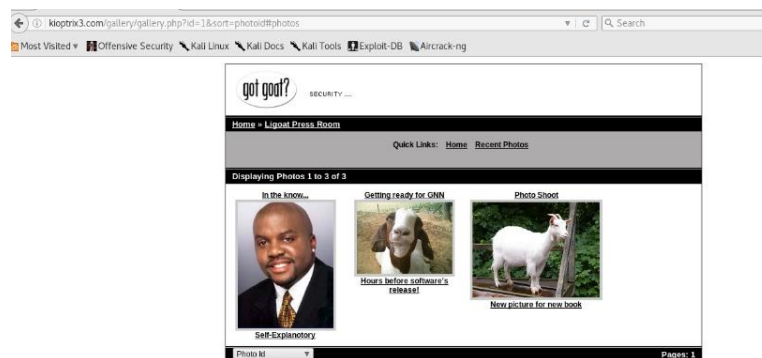 kioptrix3.com/gallery/gallery.php?id=1&sort=photoid#photos
Search
Most Visited
Offensive Security
Kali Linux
Kali Docs
Kali Tools
Exploit-DB
Aircrack-ng
got goat?
SECURITY ....
Home » Ligoat Press Room
Quick Links: Home Recent Photos
Displaying Photos 1 to 3 of 3
In the know...
Getting ready for GNN
Photo Shoot
Hours before software's
release!
New picture for new book
Self-Explanotory
Photo Id
Pages: 1